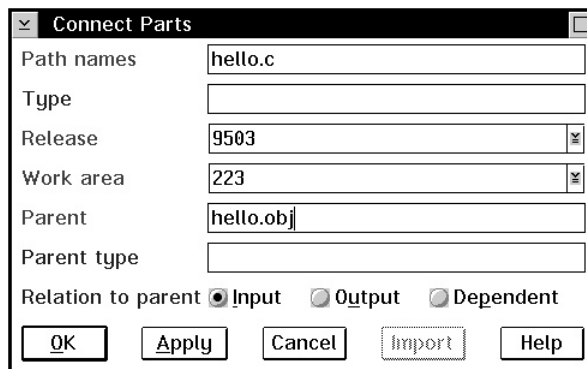 Connect Parts
Path names hello.c
Type
Release 9503
Work area 223
Parent hello.obj
Parent type
Relation to parent Input Output Dependent
OK Apply Cancel Import Help